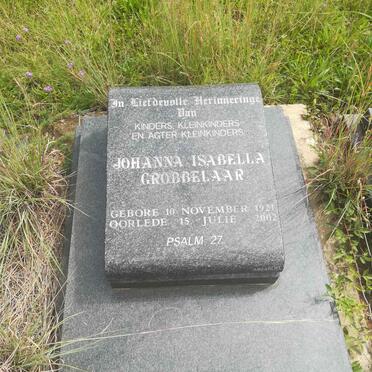 In Liefdevolle Herinneringe
Van
KINDERS, KLEINKINDERS
EN AGTER KLEINKINDERS
JOHANNA ISABELLA
GROBBELAAR
GEBORE 10 NOVEMBER 1921
OORLEDE 15 JULIE 2002
PSALM 27